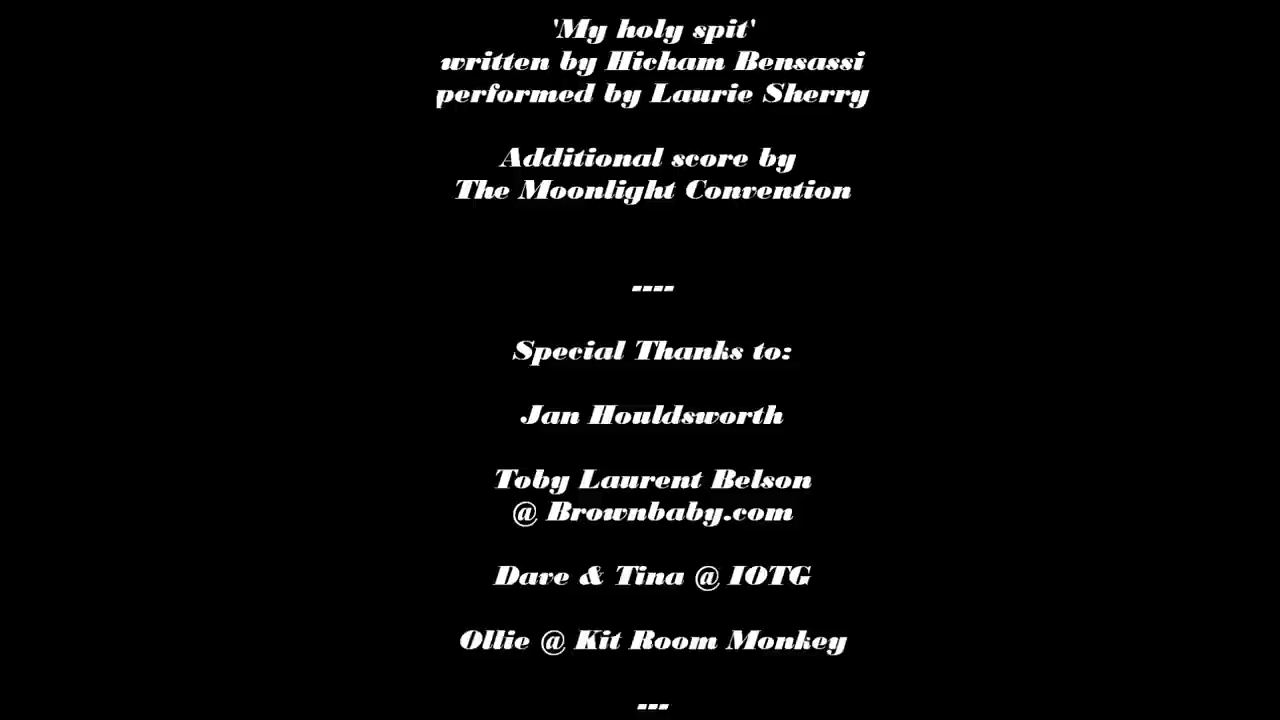 'My holy spit'
written by Hicham Bensassi
performed by Laurie Sherry
Additional score by
The Moonlight Convention
----
Special Thanks to:
Jan Houldsworth
Toby Laurent Belson
@ Brownbaby.com
Dave & Tina @ IOTG
Ollie @ Kit Room Monkey
---